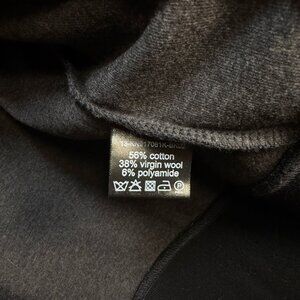 56% cotton
38% virgin wool
6% polyamide